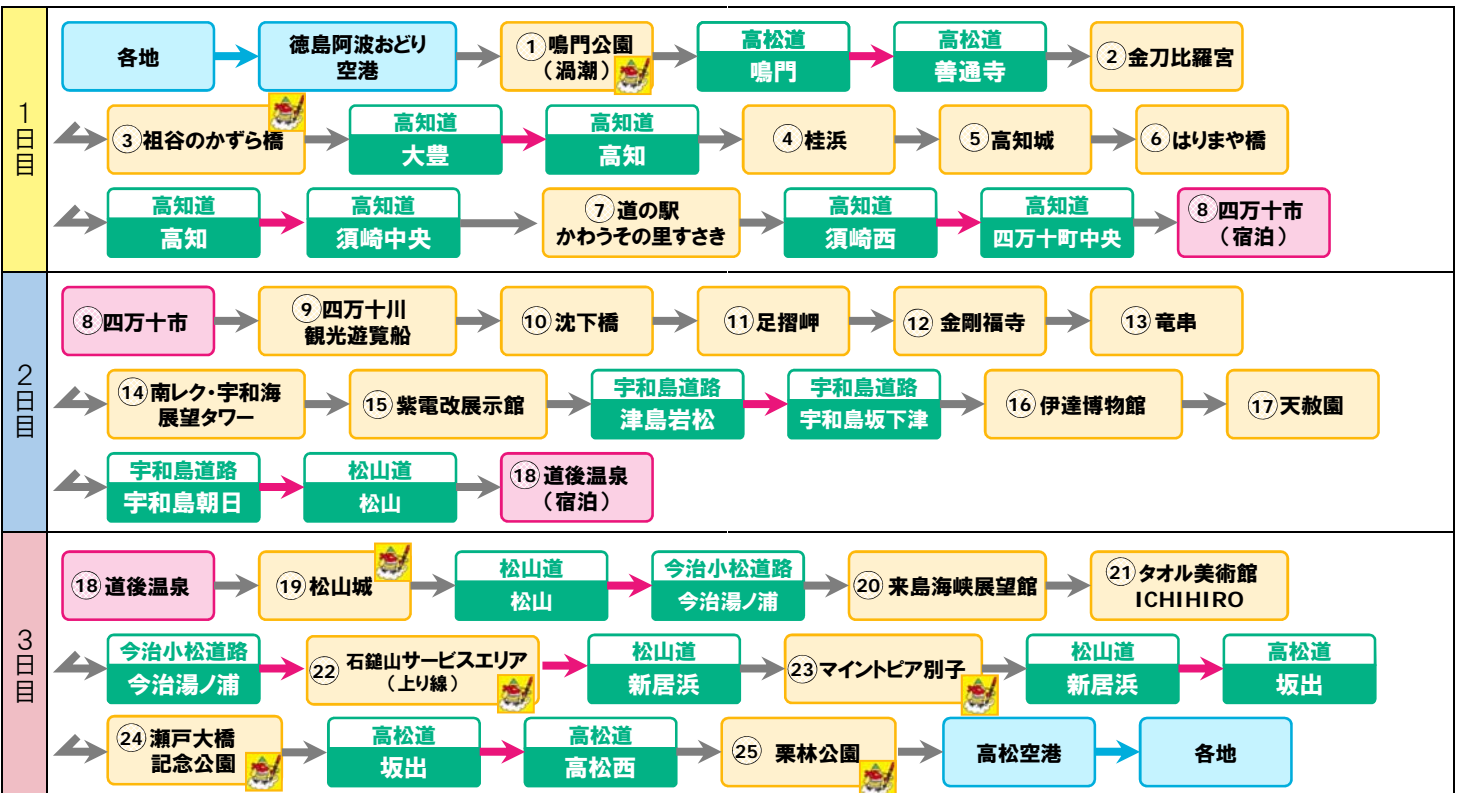 1日目
各地
徳島阿波おどり
空港
①鳴門公園
（渦潮）
高松道
鳴門
高松道
善通寺
②金刀比羅宮
③祖谷のかずら橋
高知道
大豊
高知道
高知
④桂浜
⑤高知城
⑥はりまや橋
高知道
高知
高知道
須崎中央
⑦道の駅
かわうその里すさき
高知道
須崎西
高知道
四万十町中央
⑧四万十市
（宿泊）
2日目
⑧四万十市
⑨四万十川
観光遊覧船
⑩沈下橋
⑪足摺岬
⑫金剛福寺
⑬竜串
⑭南レク・宇和海
展望タワー
⑮紫電改展示館
宇和島道路
津島岩松
宇和島道路
宇和島坂下津
⑯伊達博物館
⑰天赦園
宇和島道路
宇和島朝日
松山道
松山
⑱道後温泉
（宿泊）
3日目
⑱道後温泉
⑲松山城
松山道
松山
今治小松道路
今治湯ノ浦
⑳来島海峡展望館
㉑タオル美術館
ICHIHIRO
今治小松道路
今治湯ノ浦
㉒石鎚山サービスエリア
（上り線）
松山道
新居浜
㉓マイントピア別子
松山道
新居浜
高松道
坂出
㉔瀬戸大橋
記念公園
高松道
坂出
高松道
高松西
㉕栗林公園
高松空港
各地